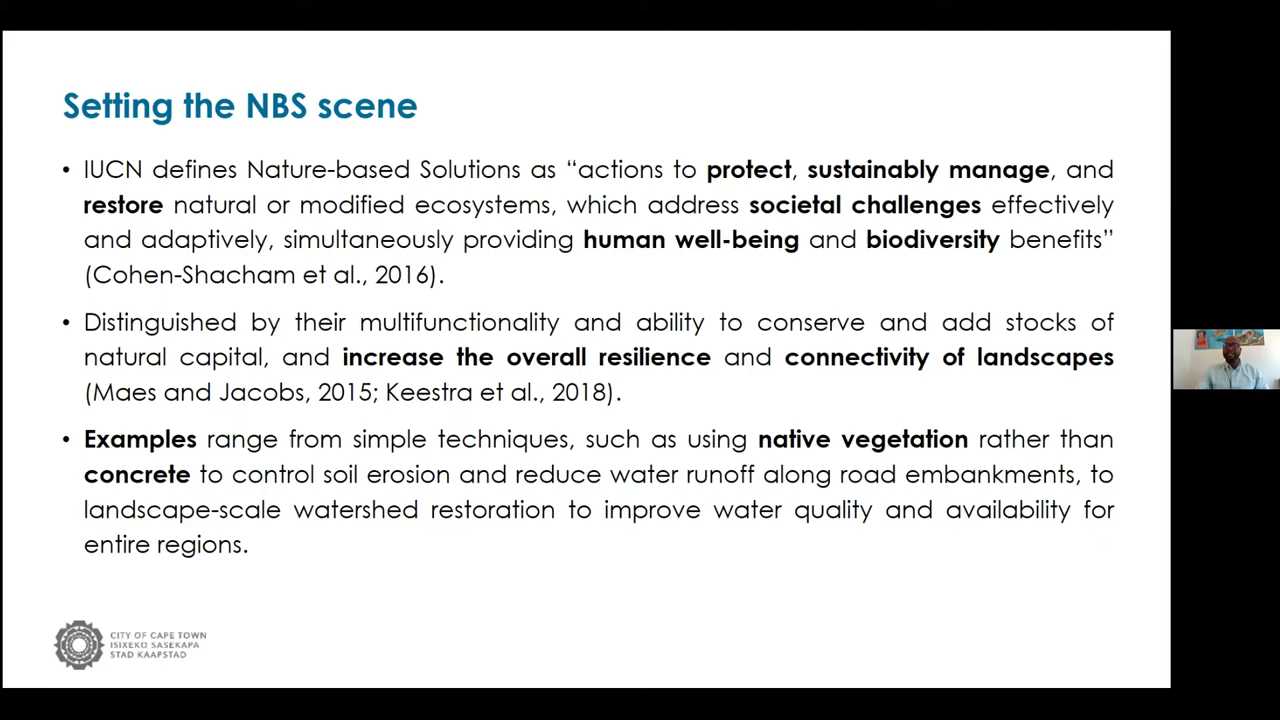 Setting the NBS scene
• IUCN defines Nature-based Solutions as “actions to protect, sustainably manage, and
restore natural or modified ecosystems, which address societal challenges effectively
and adaptively, simultaneously providing human well-being and biodiversity benefits”
(Cohen-Shacham et al., 2016).
• Distinguished by their multifunctionality and ability to conserve and add stocks of
natural capital, and increase the overall resilience and connectivity of landscapes
(Maes and Jacobs, 2015; Keestra et al., 2018).
• Examples range from simple techniques, such as using native vegetation rather than
concrete to control soil erosion and reduce water runoff along road embankments, to
landscape-scale watershed restoration to improve water quality and availability for
entire regions.
CITY OF CAPE TOWN
ISIXEKO SASEKAPA
STAD KAAPSTAD